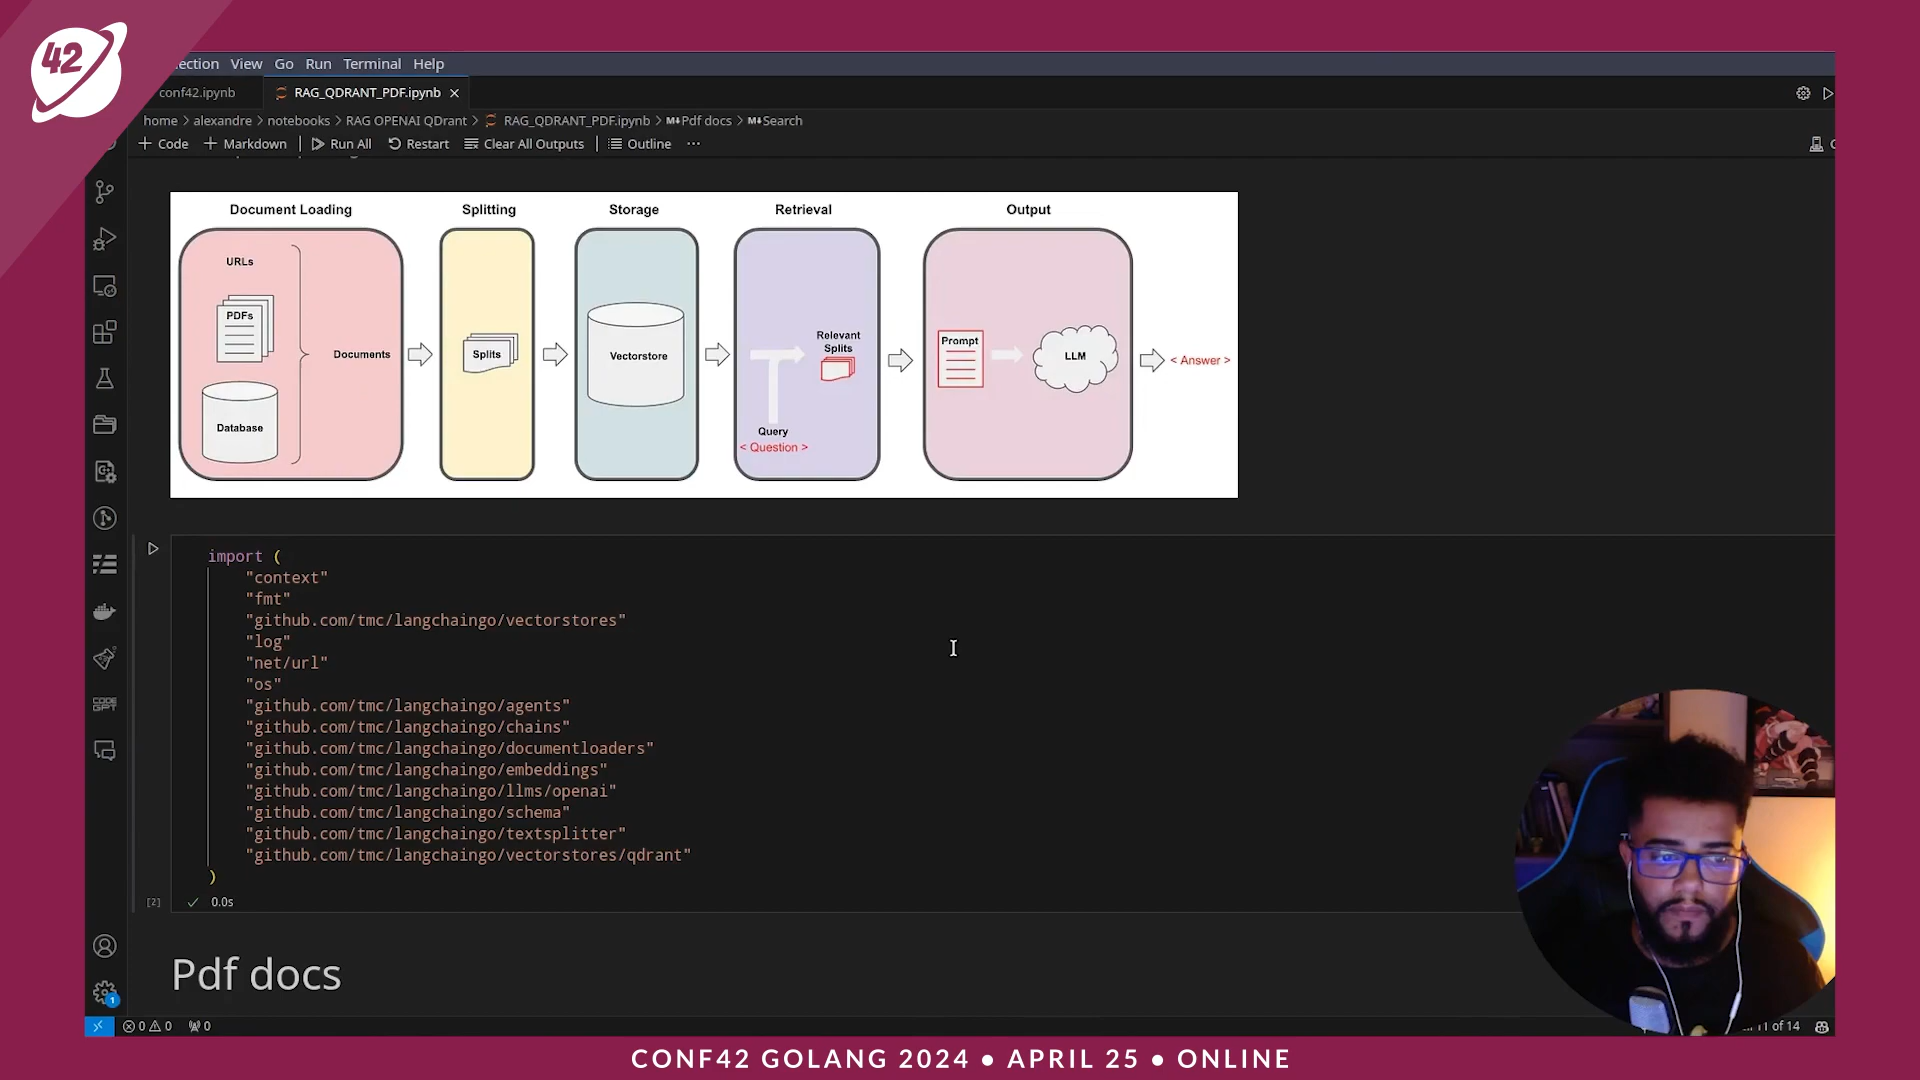 42
ection View Go Run Terminal Help
conf42.ipynb
RAG_QDRANT_PDF.ipynb
home > alexandre > notebooks > RAG OPENAI QDrant > RAG_QDRANT_PDF.ipynb > M↓Pdf docs > M↓Search
+ Code + Markdown Run All Restart Clear All Outputs Outline ...
Document Loading Splitting Storage Retrieval Output
URLs
PDFs
Documents
Database
Splits
Vectorstore
Relevant
Splits
Query
< Question >
Prompt
LLM
< Answer >
import (
"context"
"fmt"
"github.com/tmc/langchaingo/vectorstores"
"log"
"net/url"
"os"
"github.com/tmc/langchaingo/agents"
"github.com/tmc/langchaingo/chains"
"github.com/tmc/langchaingo/documentloaders"
"github.com/tmc/langchaingo/embeddings"
"github.com/tmc/langchaingo/llms/openai"
"github.com/tmc/langchaingo/schema"
"github.com/tmc/langchaingo/textsplitter"
"github.com/tmc/langchaingo/vectorstores/qdrant"
)
[2] ✓ 0.0s
Pdf docs
CODE
GPT
1
0 0 0
11 of 14
CONF42 GOLANG 2024 • APRIL 25 • ONLINE